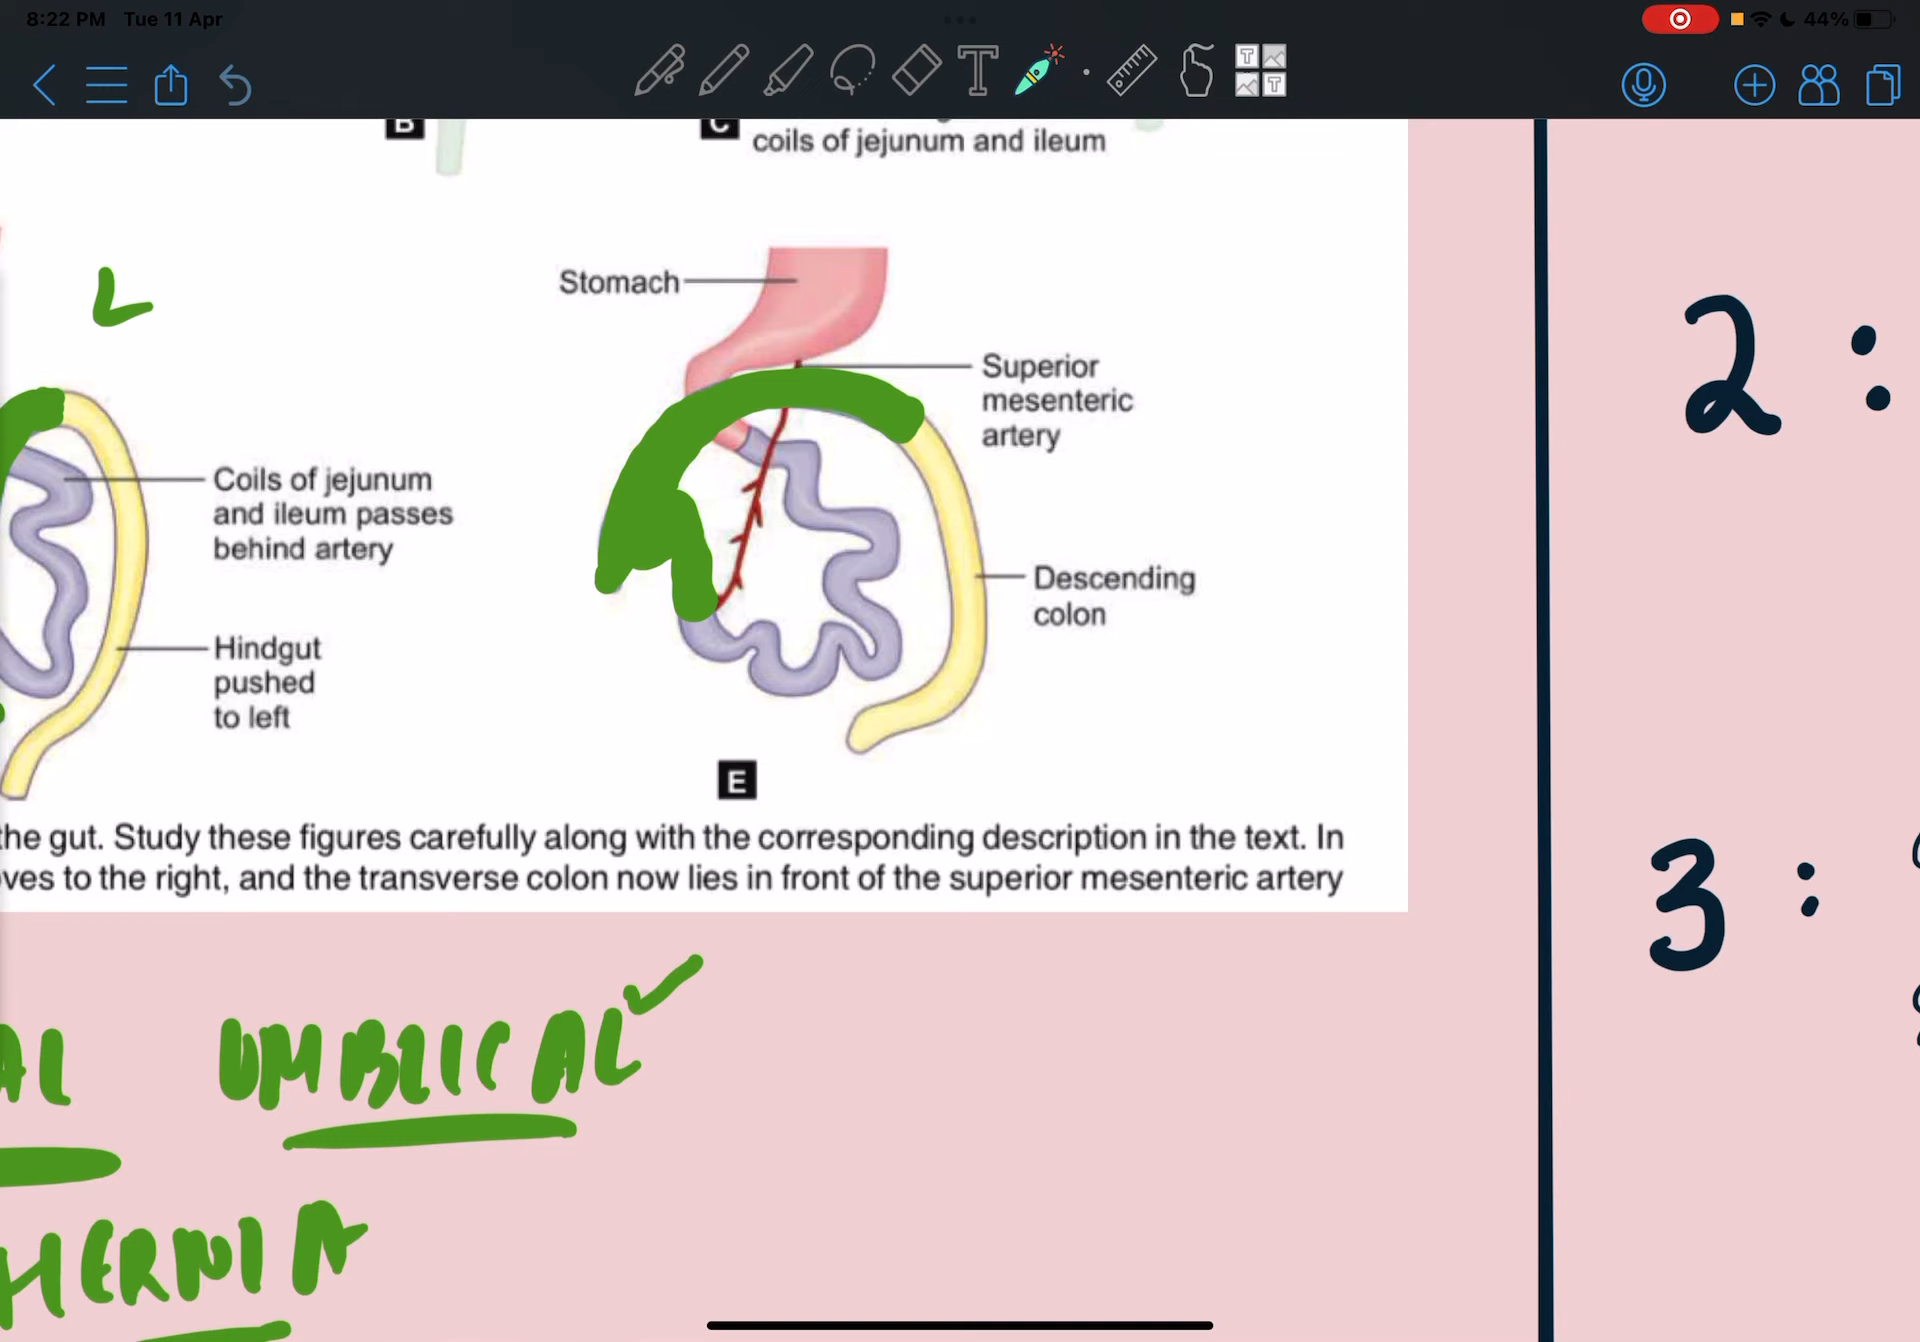 8:22 PM Tue 11 Apr
44%
B
C
coils of jejunum and ileum
L
Stomach
Superior
mesenteric
artery
Coils of jejunum
and ileum passes
behind artery
Descending
colon
Hindgut
pushed
to left
E
the gut. Study these figures carefully along with the corresponding description in the text. In
ves to the right, and the transverse colon now lies in front of the superior mesenteric artery
AL UMBLICAL
HERNIA
2 :
3 :